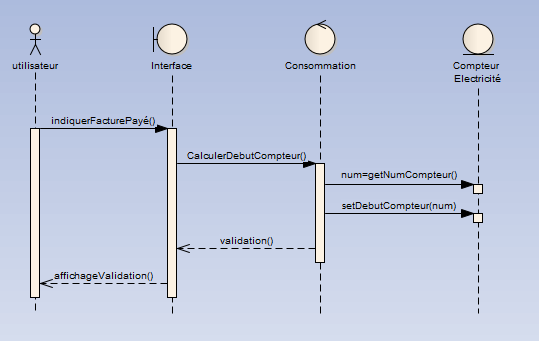 utilisateur
Interface
Consommation
Compteur
Electricité
indiquerFacturePayé()
CalculerDebutCompteur()
num=getNumCompteur()
setDebutCompteur(num)
validation()
affichageValidation()